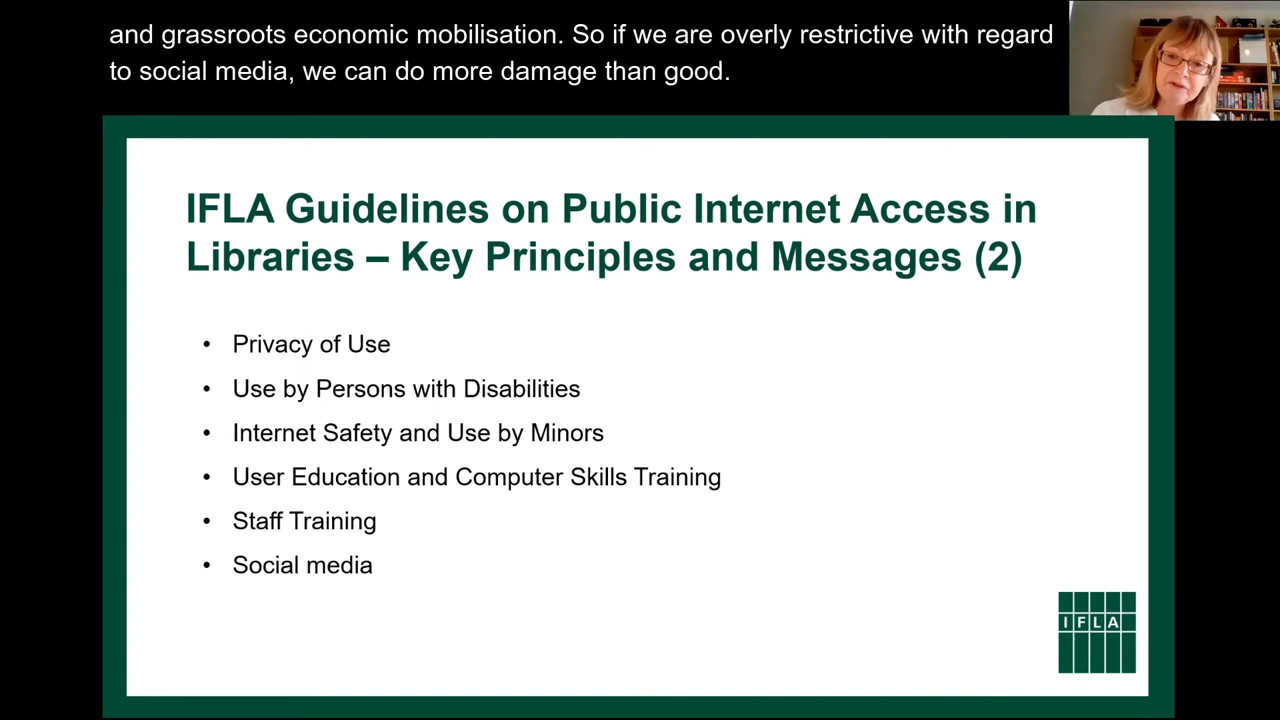 and grassroots economic mobilisation. So if we are overly restrictive with regard
to social media, we can do more damage than good.
IFLA Guidelines on Public Internet Access in
Libraries – Key Principles and Messages (2)
• Privacy of Use
• Use by Persons with Disabilities
• Internet Safety and Use by Minors
• User Education and Computer Skills Training
• Staff Training
• Social media
IFLA